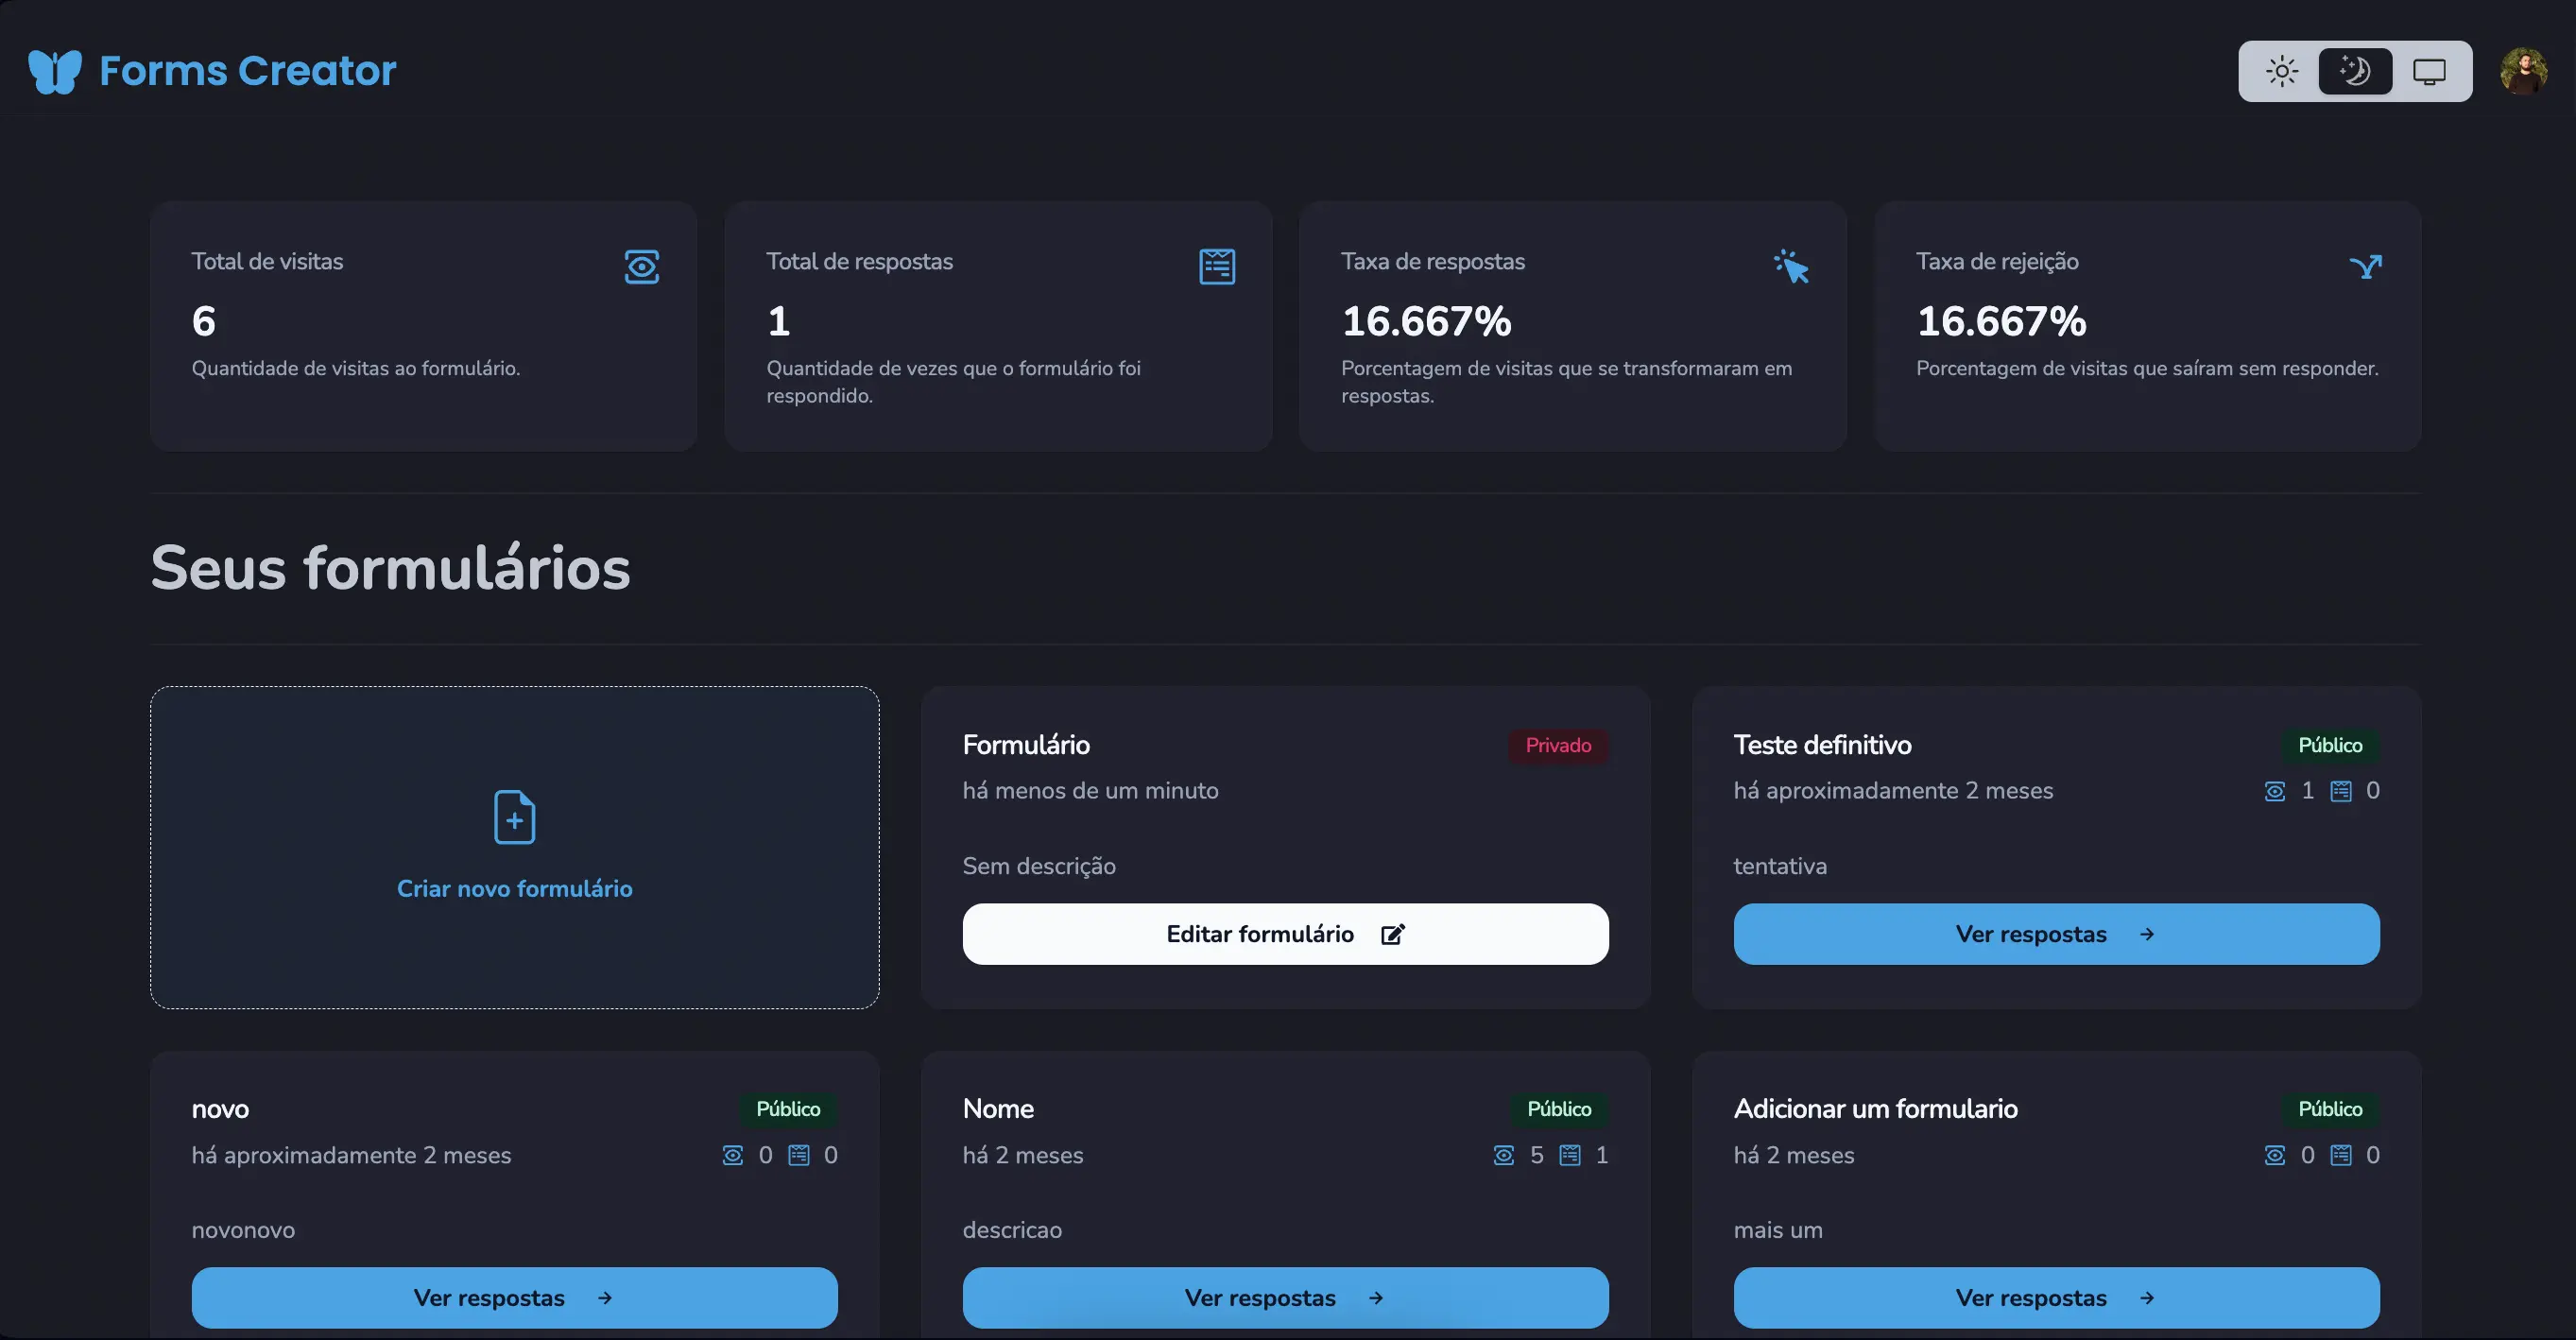 Forms Creator
Total de visitas
6
Quantidade de visitas ao formulário.
Total de respostas
1
Quantidade de vezes que o formulário foi
respondido.
Taxa de respostas
16.667%
Porcentagem de visitas que se transformaram em
respostas.
Taxa de rejeição
16.667%
Porcentagem de visitas que saíram sem responder.
Seus formulários
Criar novo formulário
Formulário
Privado
há menos de um minuto
Sem descrição
Editar formulário
Teste definitivo
Público
há aproximadamente 2 meses
1 0
tentativa
Ver respostas
novo
Público
há aproximadamente 2 meses
0 0
novonovo
Ver respostas
Nome
Público
há 2 meses
5 1
descricao
Ver respostas
Adicionar um formulario
Público
há 2 meses
0 0
mais um
Ver respostas